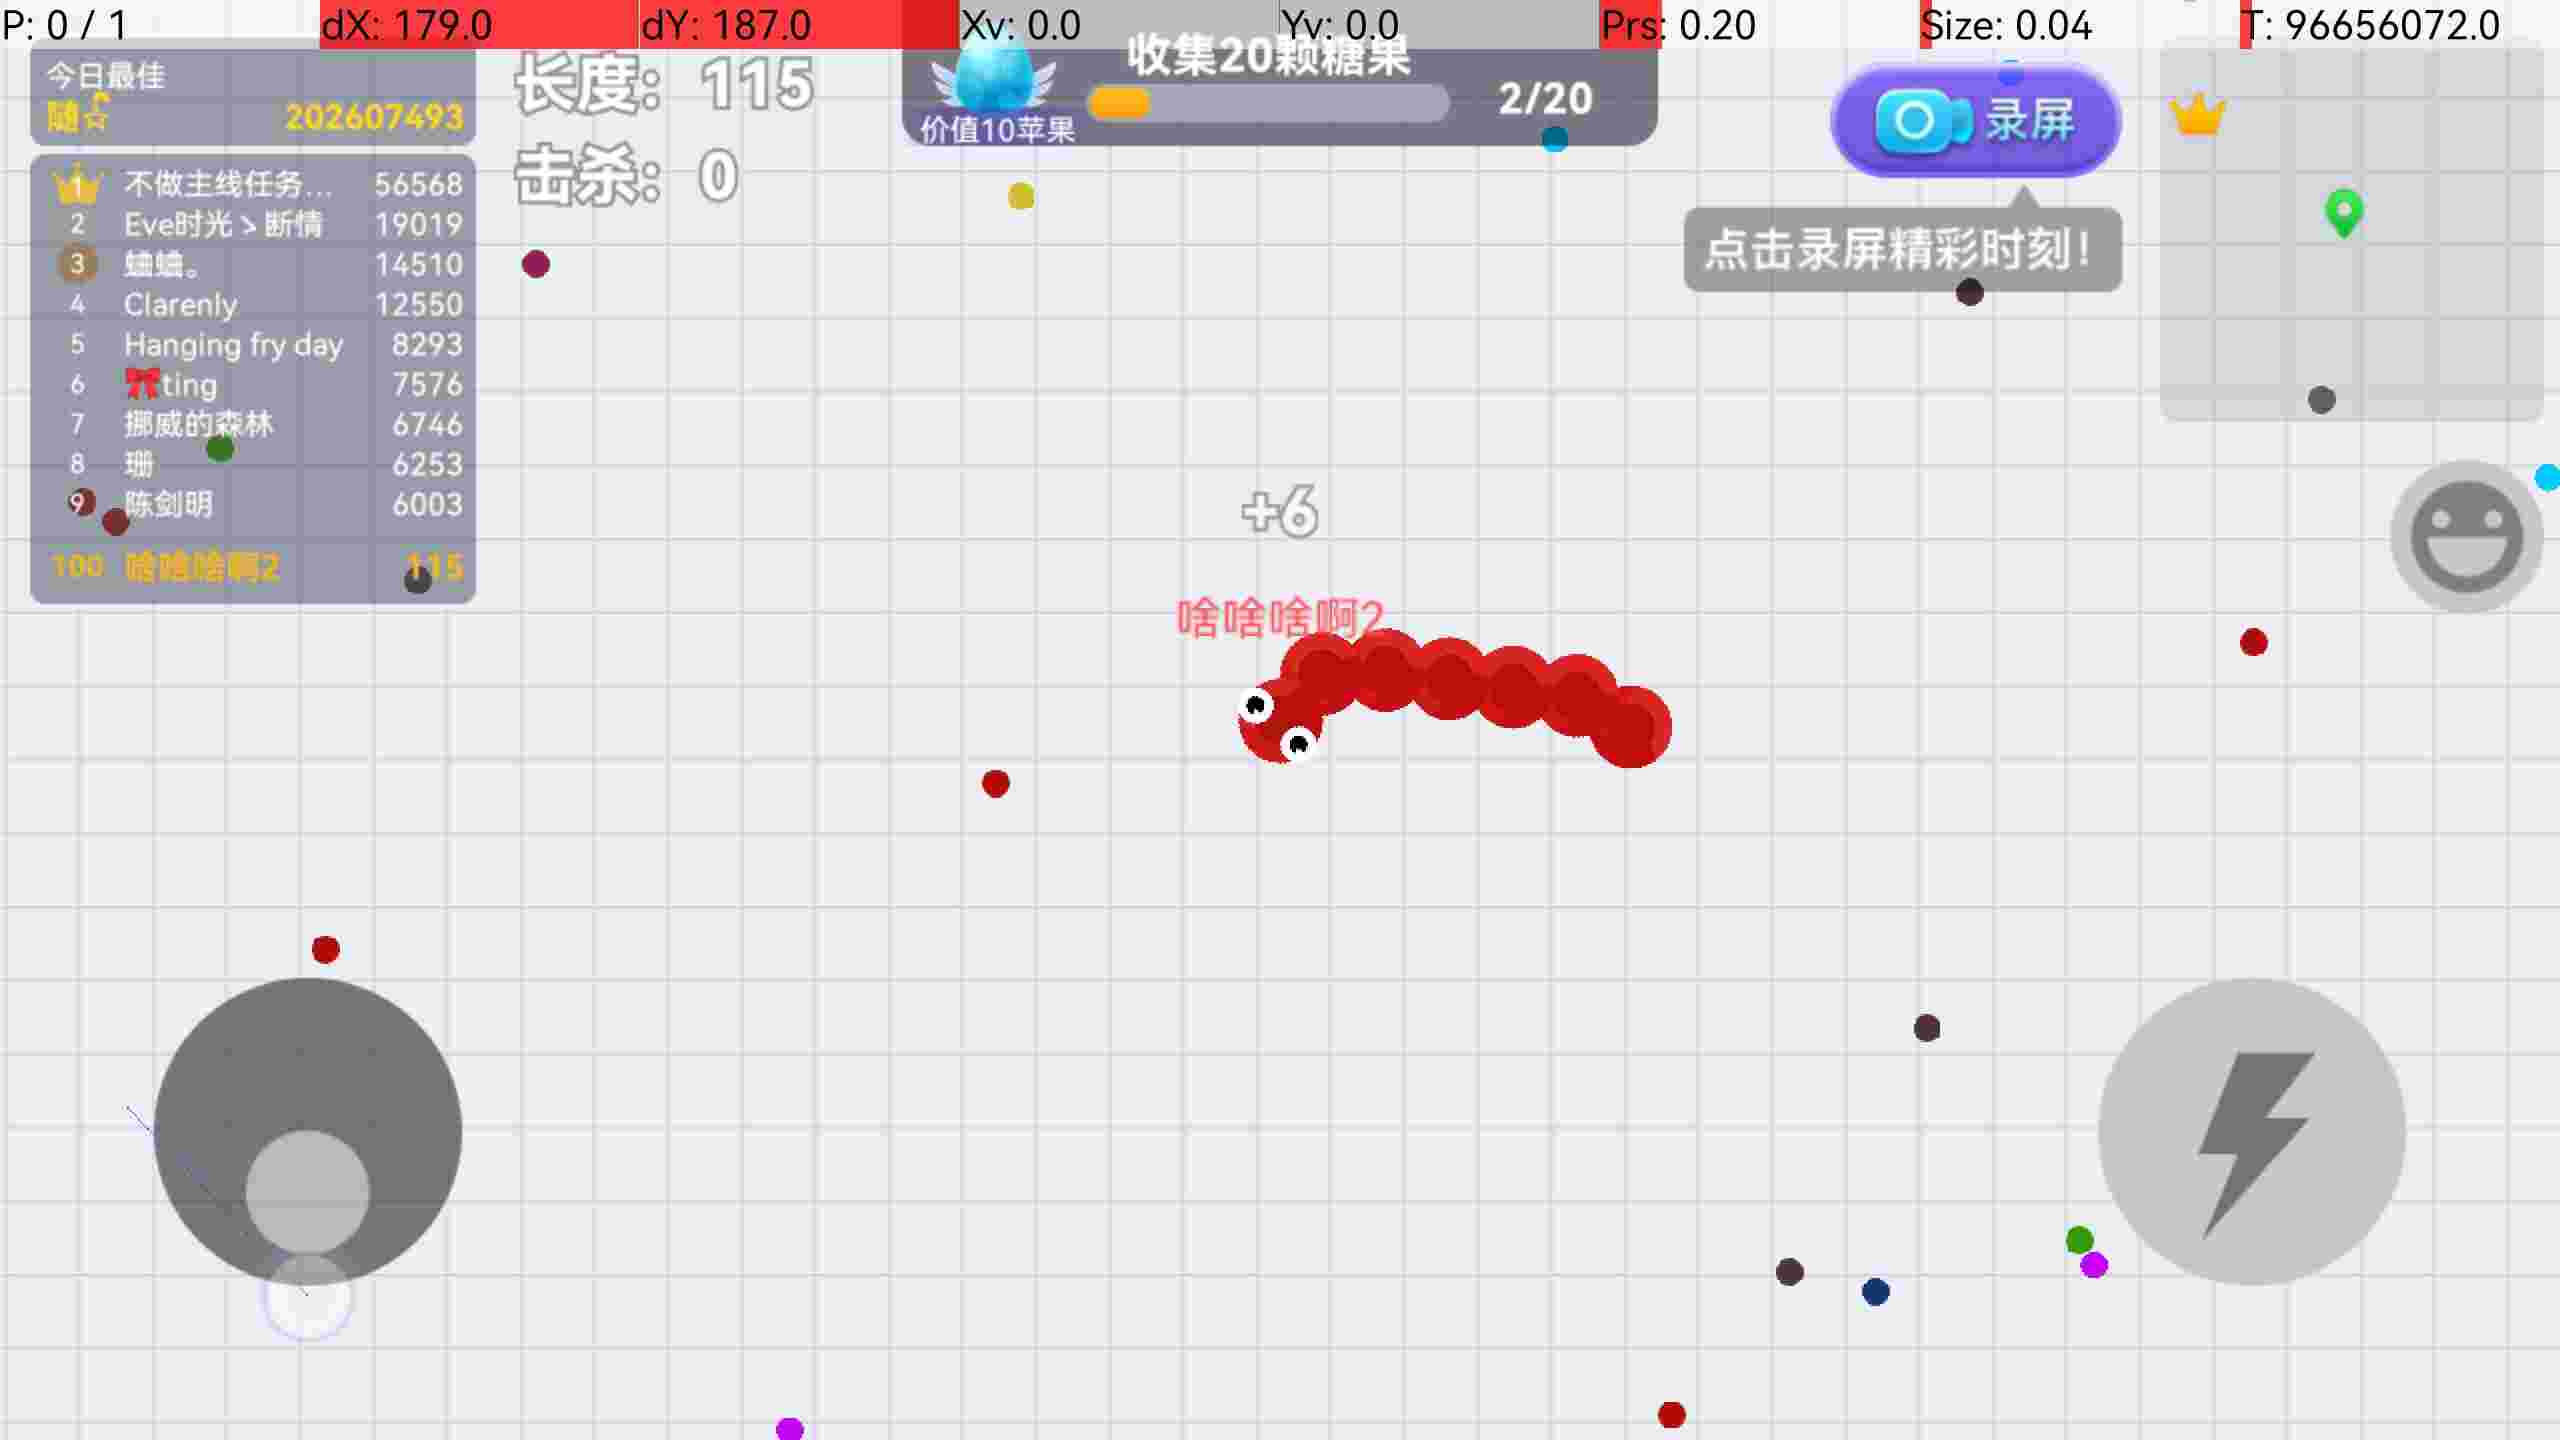 P: 0 / 1
dX: 179.0
dY: 187.0
Xv: 0.0
Yv: 0.0
Prs: 0.20
Size: 0.04
T: 96656072.0
今日最佳
随☆ 202607493
长度： 115
击杀： 0
收集20颗糖果
2/20
价值10苹果
录屏
点击录屏精彩时刻！
1 不做主线任务... 56568
2 Eve时光 > 断情 19019
3 蛐蛐。 14510
4 Clarenly 12550
5 Hanging fry day 8293
6 🎀ting 7576
7 挪威的森林 6746
8 珊 6253
9 陈剑明 6003
100 啥啥啥啊2 115
+6
啥啥啥啊2